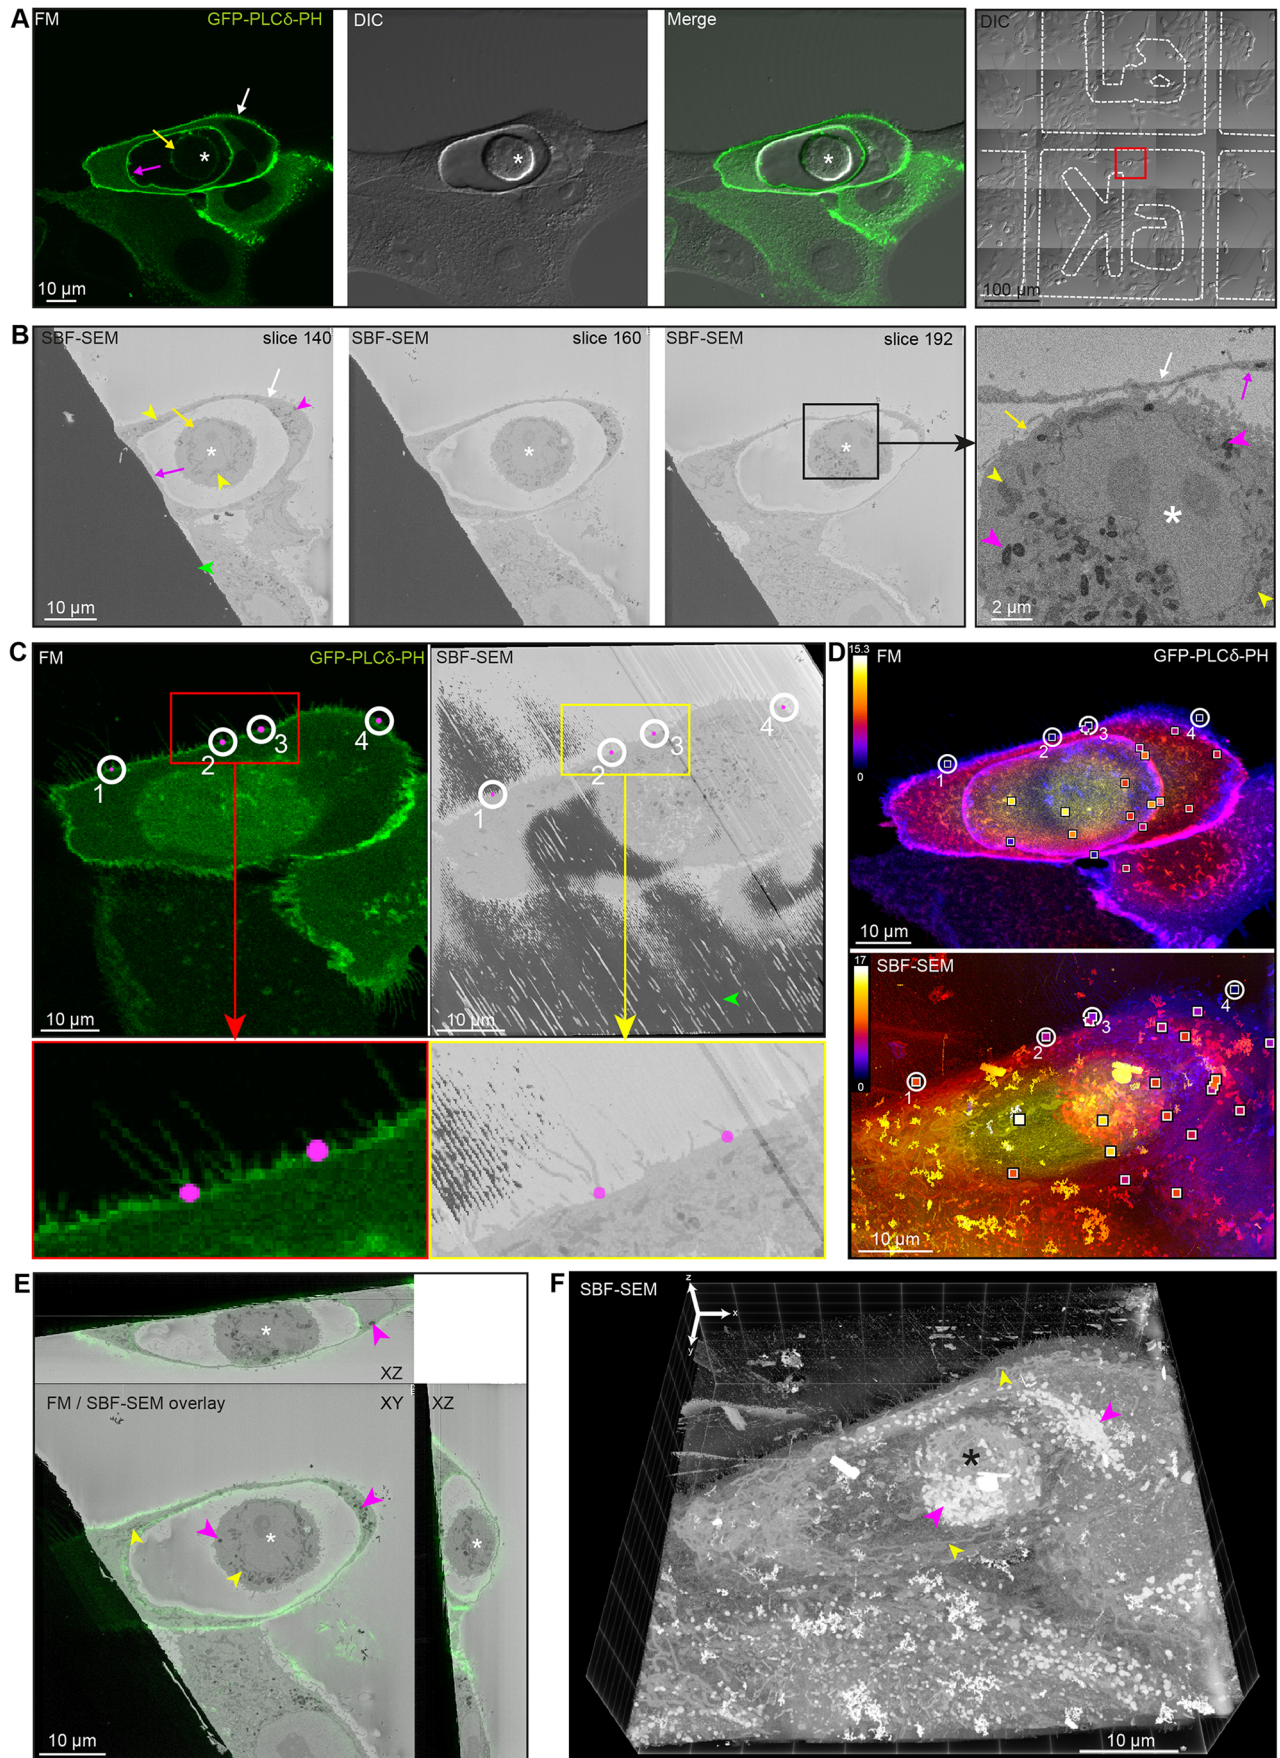 A
FM
GFP-PLCδ-PH
DIC
Merge
DIC
*
*
*
10 µm
100 µm
B
SBF-SEM
slice 140
SBF-SEM
slice 160
SBF-SEM
slice 192
*
*
*
*
10 µm
2 µm
C
FM
GFP-PLCδ-PH
SBF-SEM
1
2
3
4
1
2
3
4
10 µm
10 µm
D
15.3
0
FM
GFP-PLCδ-PH
1
2
3
4
10 µm
17
0
SBF-SEM
1
2
3
4
10 µm
E
*
XZ
FM / SBF-SEM overlay
XY
XZ
*
*
10 µm
F
SBF-SEM
z
x
y
*
10 µm